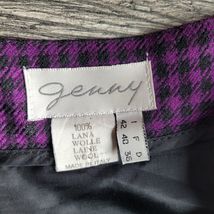 genny
100%
LANA
WOLLE
LAINE
WOOL
MADE IN ITALY
I F D
42 40 36